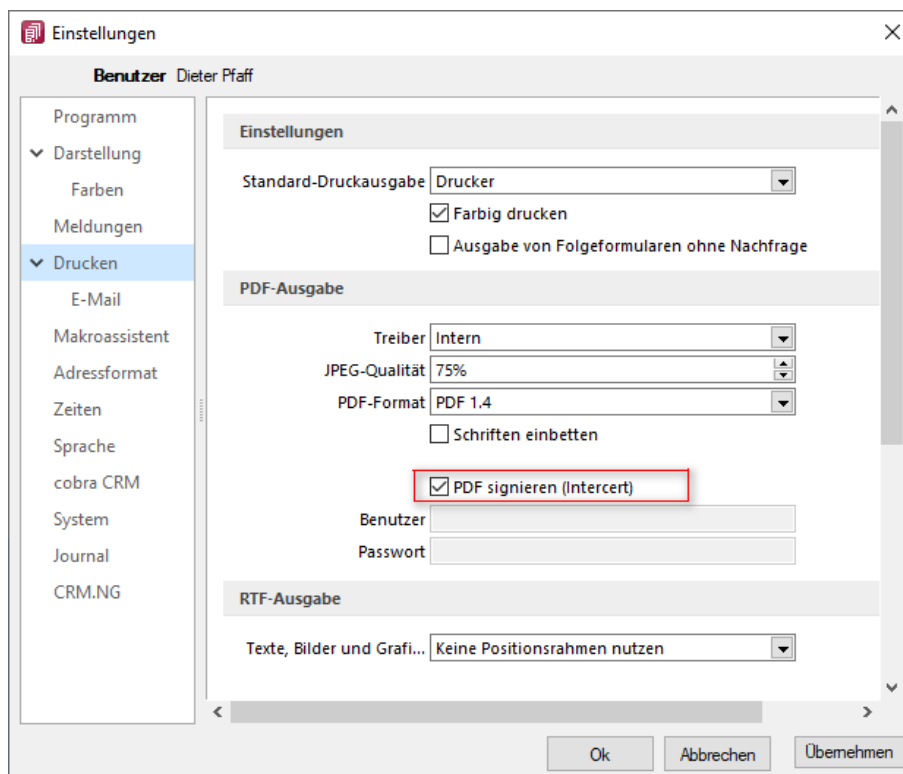 Einstellungen
Benutzer Dieter Pfaff
Programm
Darstellung
Farben
Meldungen
Drucken
E-Mail
Makroassistent
Adressformat
Zeiten
Sprache
cobra CRM
System
Journal
CRM.NG
Einstellungen
Standard-Druckausgabe Drucker
Farbig drucken
Ausgabe von Folgeformularen ohne Nachfrage
PDF-Ausgabe
Treiber Intern
JPEG-Qualität 75%
PDF-Format PDF 1.4
Schriften einbetten
PDF signieren (Intercert)
Benutzer
Passwort
RTF-Ausgabe
Texte, Bilder und Grafi... Keine Positionsrahmen nutzen
Ok Abbrechen Übernehmen